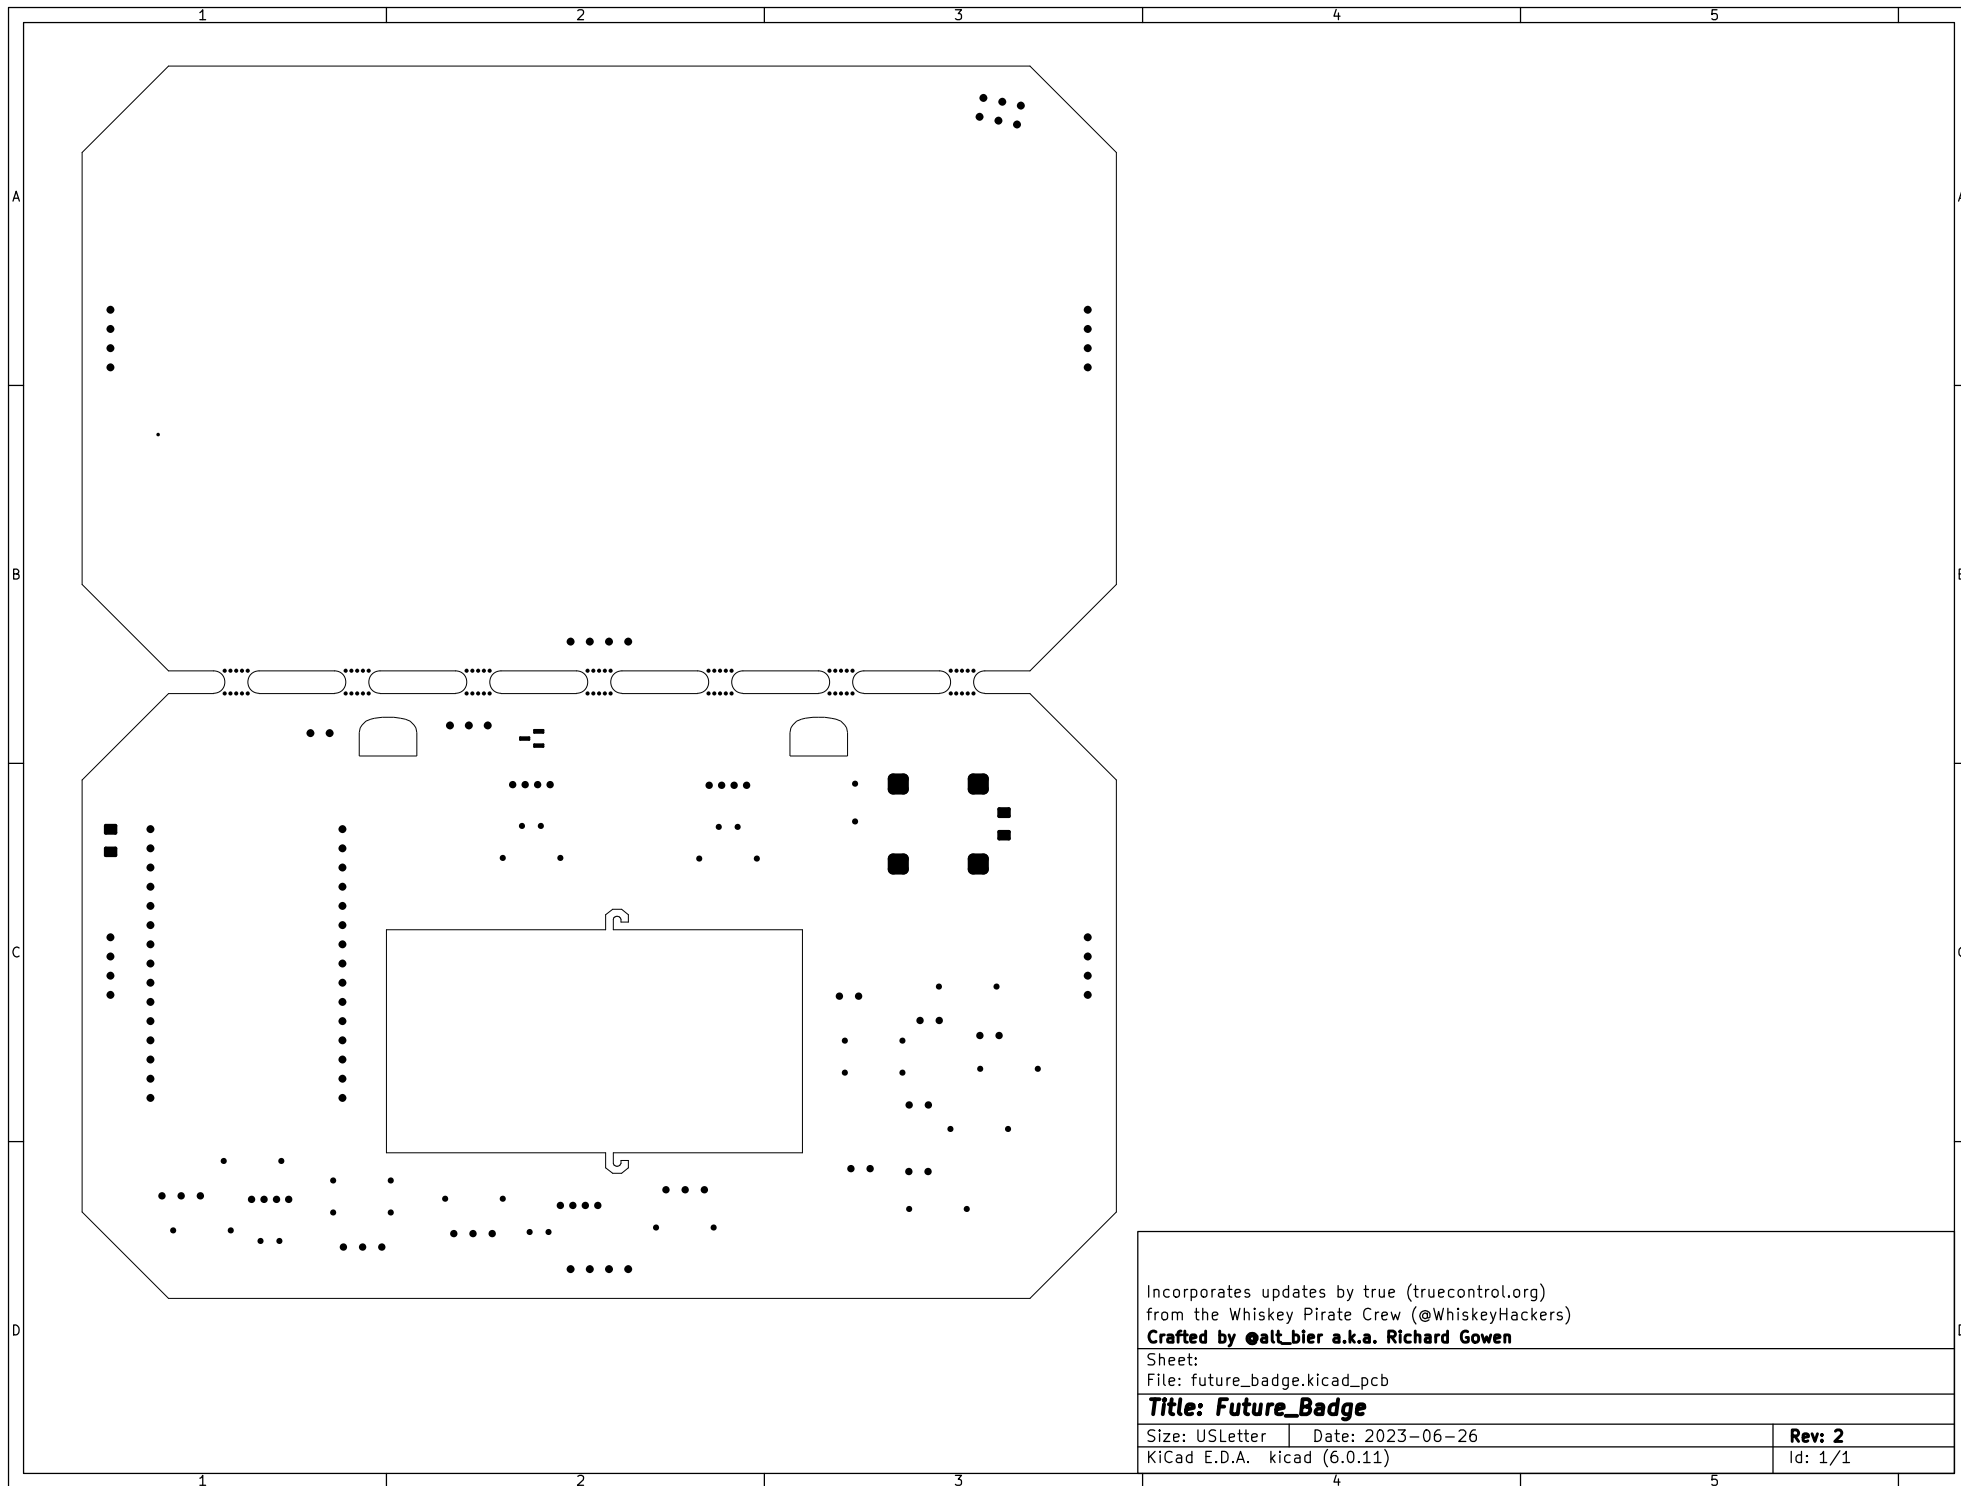 1 2 3 4 5
A
A
B
B
C
C
D
D
Incorporates updates by true (truecontrol.org)
from the Whiskey Pirate Crew (@WhiskeyHackers)
Crafted by @alt_bier a.k.a. Richard Gowen
Sheet:
File: future_badge.kicad_pcb
Title: Future_Badge
Size: USLetter Date: 2023-06-26 Rev: 2
KiCad E.D.A. kicad (6.0.11) Id: 1/1
1 2 3 4 5